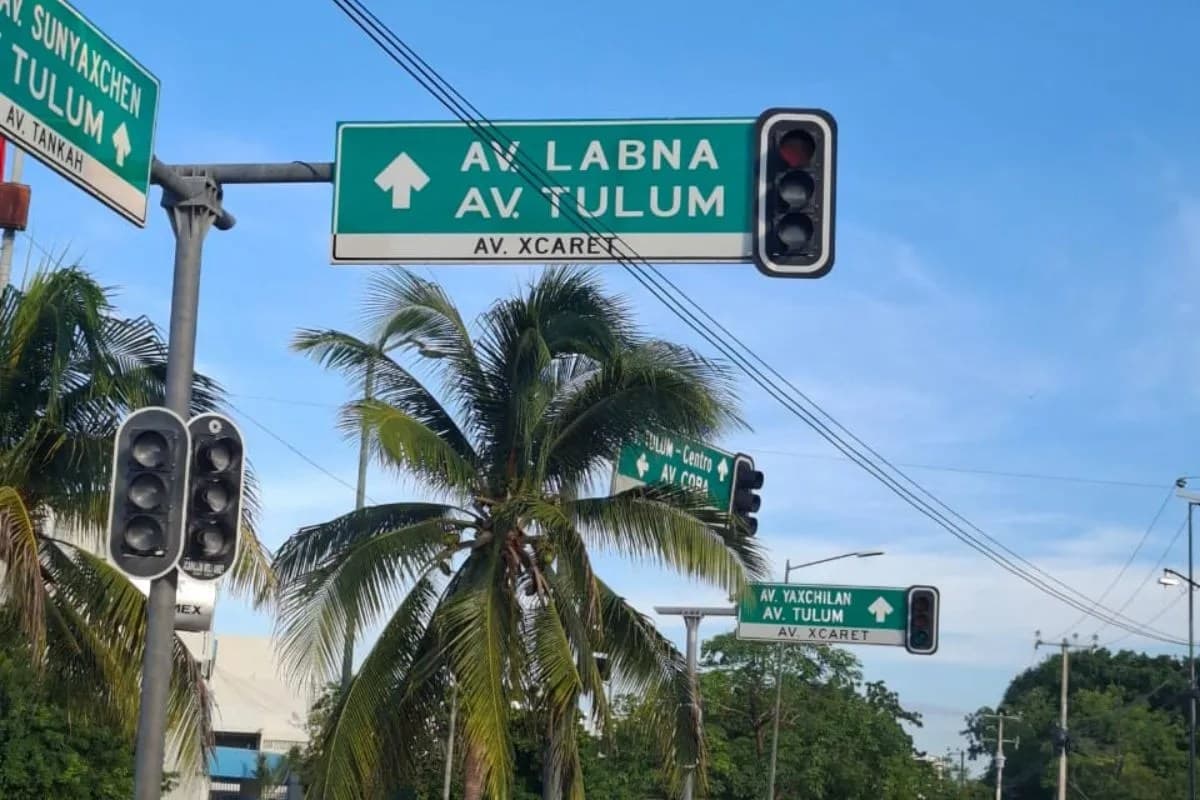 AV. SUNYAXCHEN
TULUM
AV. TANKAH
AV. LABNA
AV. TULUM
AV. XCARET
TULUM - Centro
AV. COBA
AV. YAXCHILAN
AV. TULUM
AV. XCARET
MEX